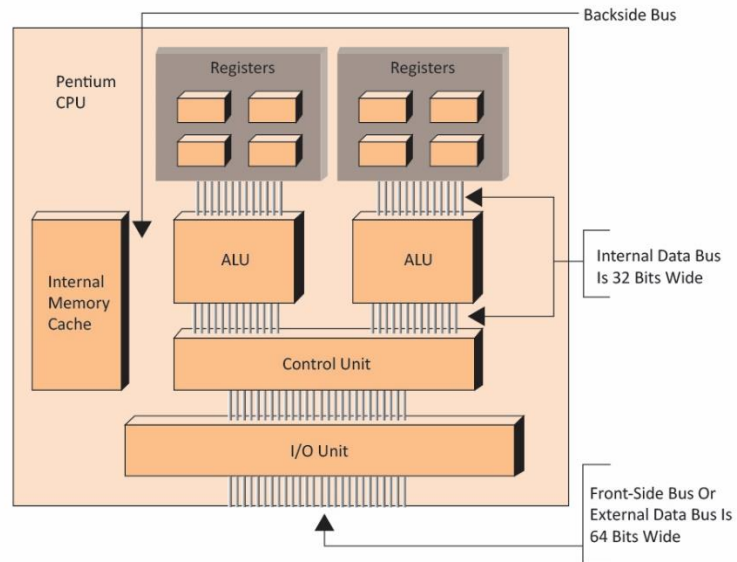 Backside Bus
Pentium
CPU
Registers
Registers
Internal
Memory
Cache
ALU
ALU
Internal Data Bus
Is 32 Bits Wide
Control Unit
I/O Unit
Front-Side Bus Or
External Data Bus Is
64 Bits Wide